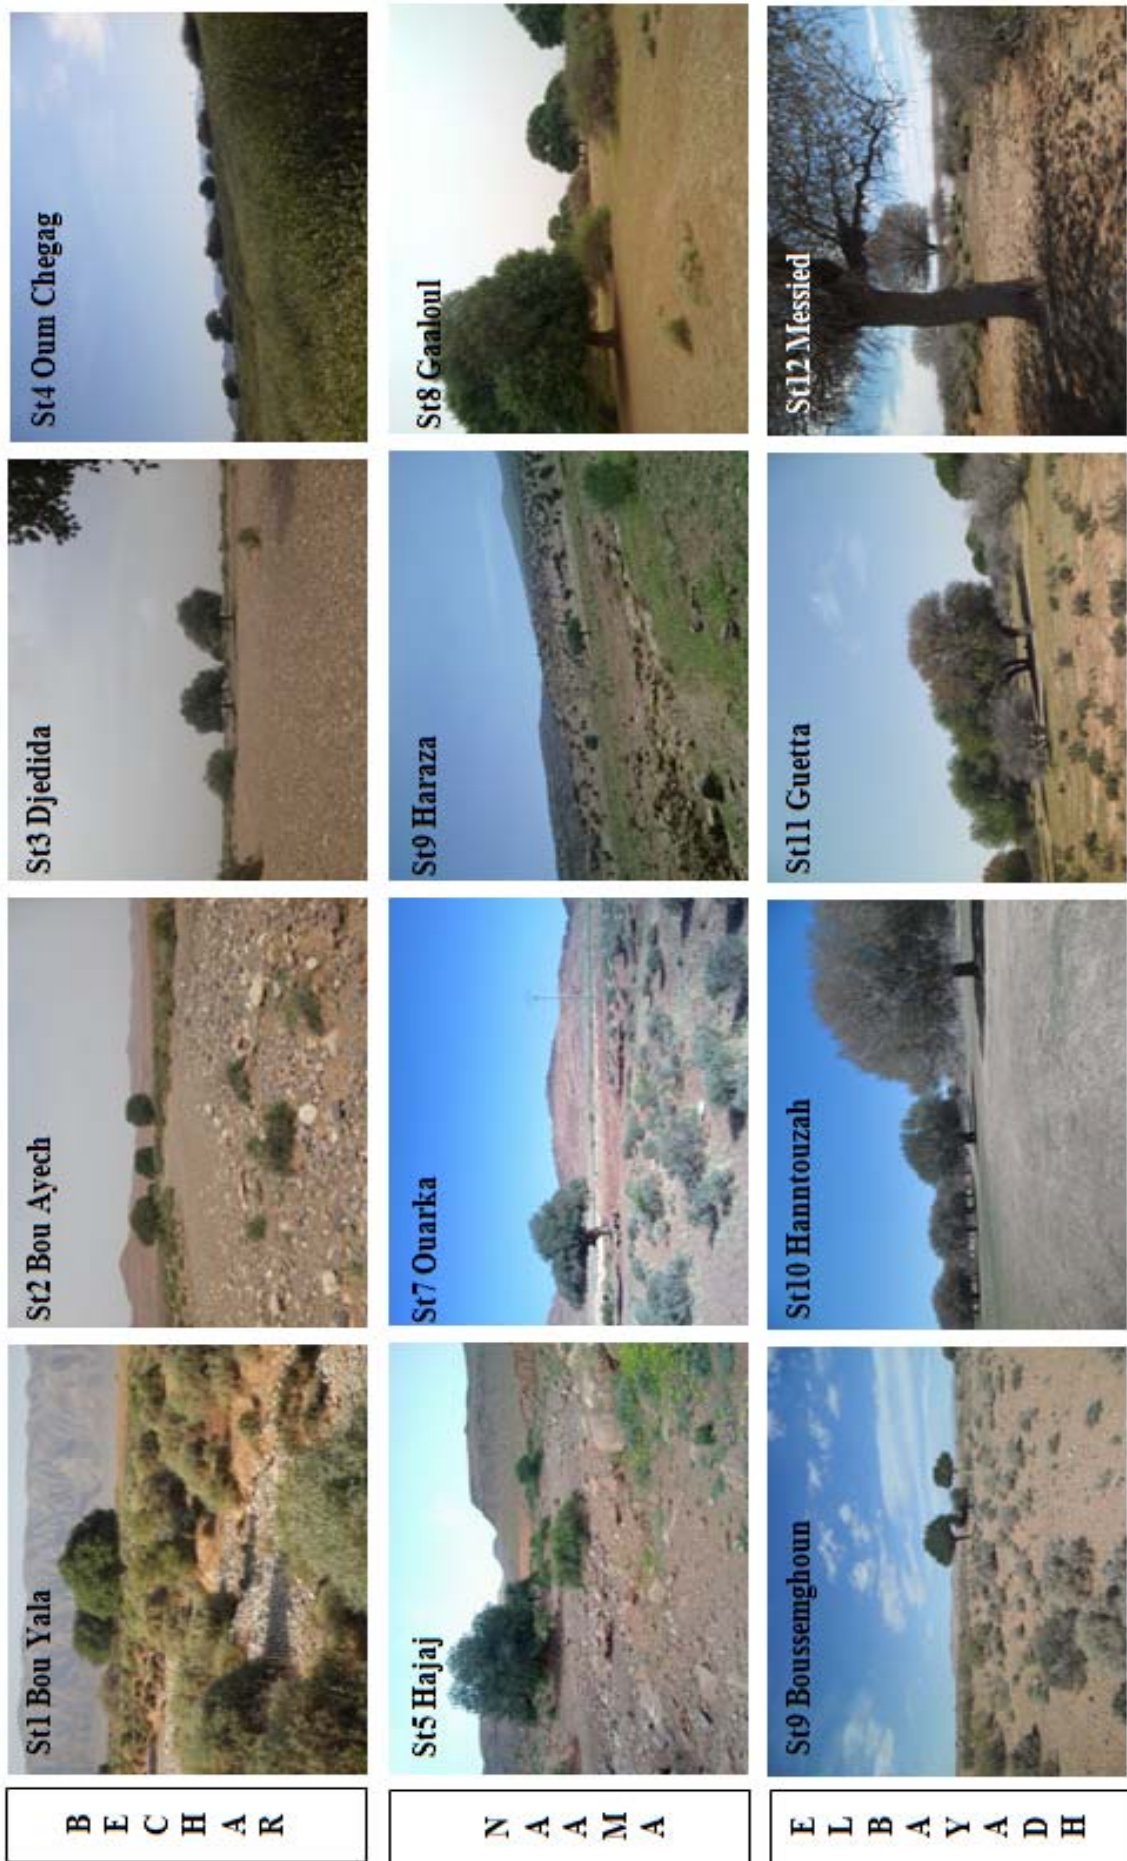 BECHAR
St1 Bou Yala
St2 Bou Ayech
St3 Djedida
St4 Oum Chegag
NAAMA
St5 Hajaj
St7 Ouarka
St9 Haraza
St8 Gaaloul
ELBAYADH
St9 Boussemghoun
St10 Hanntouzah
St11 Guetta
St12 Messied